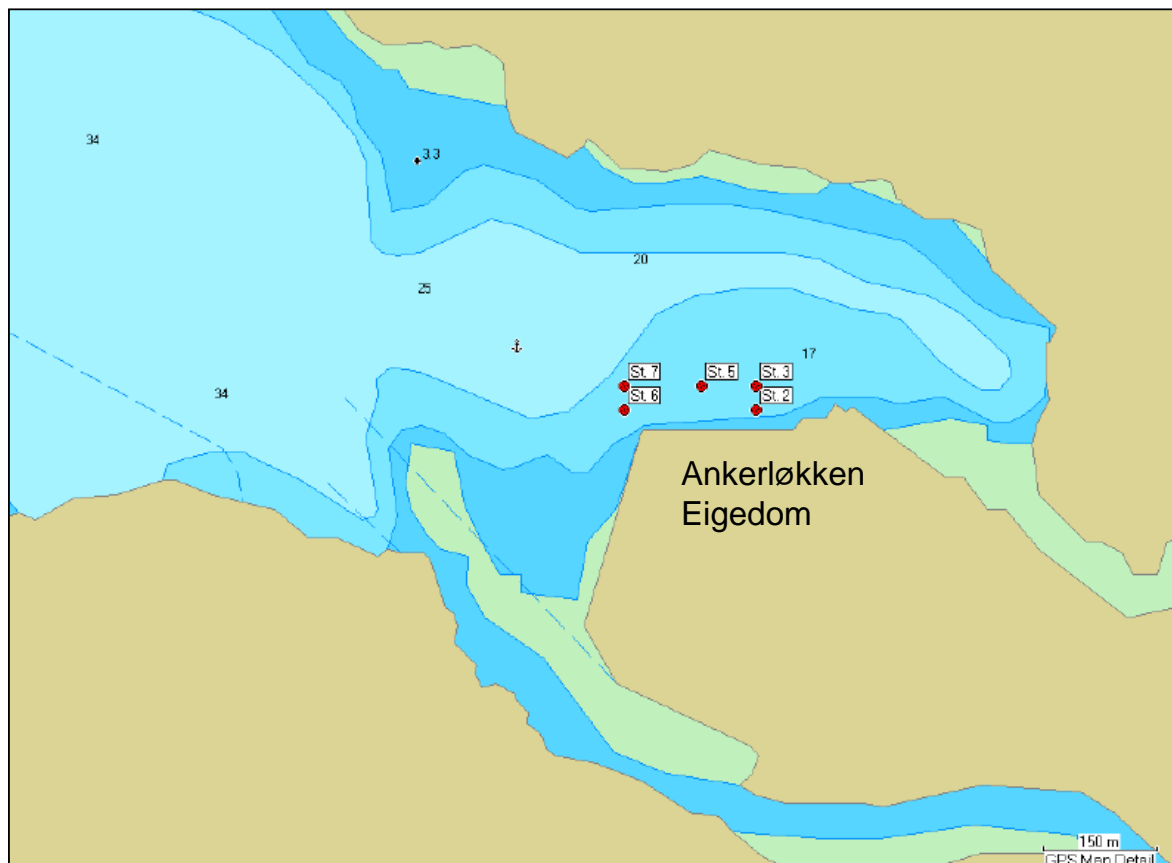 34
3.3
20
25
17
St. 7
St. 5
St. 3
34
St. 6
St. 2
Ankerløkken
Eigedom
150 m
GPS Map Detail